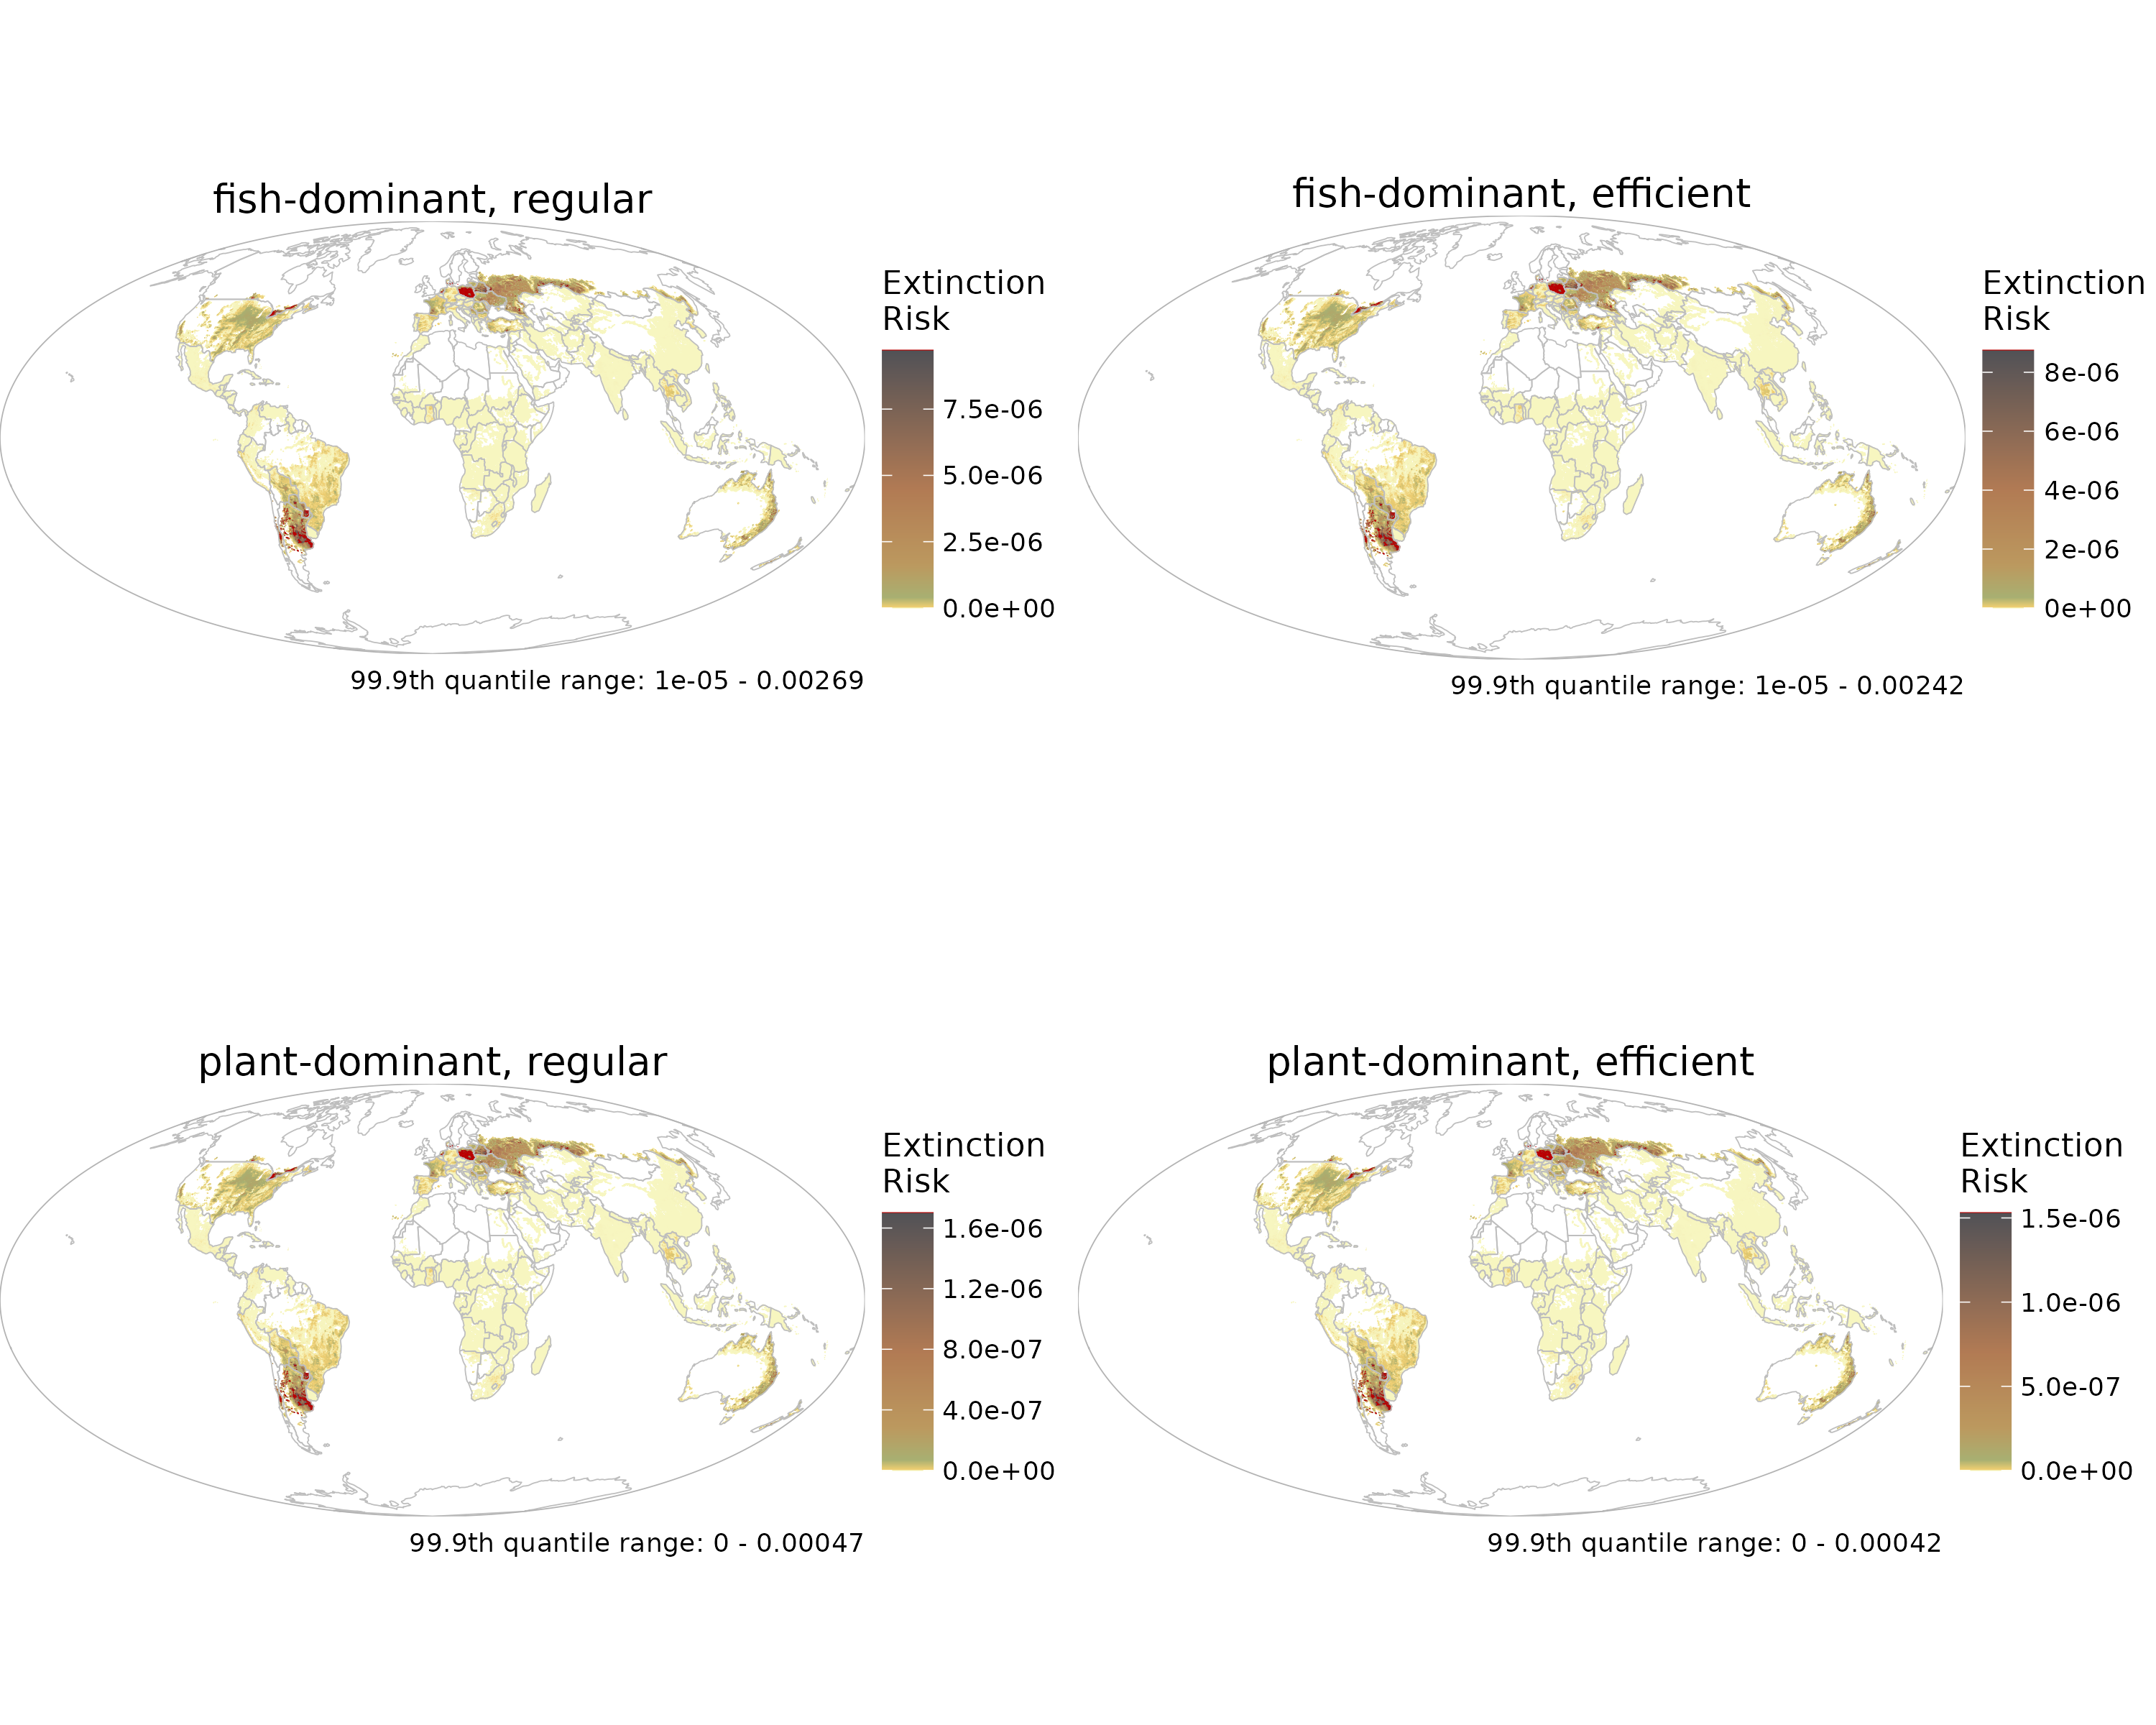 fish-dominant, regular
Extinction
Risk
7.5e-06
5.0e-06
2.5e-06
0.0e+00
99.9th quantile range: 1e-05 - 0.00269
fish-dominant, efficient
Extinction
Risk
8e-06
6e-06
4e-06
2e-06
0e+00
99.9th quantile range: 1e-05 - 0.00242
plant-dominant, regular
Extinction
Risk
1.6e-06
1.2e-06
8.0e-07
4.0e-07
0.0e+00
99.9th quantile range: 0 - 0.00047
plant-dominant, efficient
Extinction
Risk
1.5e-06
1.0e-06
5.0e-07
0.0e+00
99.9th quantile range: 0 - 0.00042